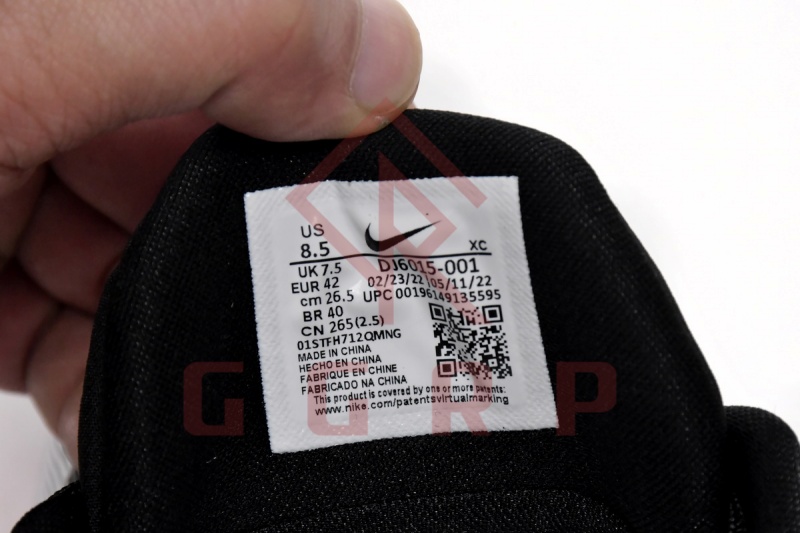 US
8.5 XC
UK 7.5 DJ6015-001
EUR 42 02/23/22 05/11/22
cm 26.5 UPC 00196149135595
BR 40
CN 265(2.5)
01STFH712QMNG
MADE IN CHINA
HECHO EN CHINA
FABRIQUE EN CHINE
FABRICADO NA CHINA
This product is covered by one or more patents:
www.nike.com/patentsvirtualmarking
GGRP